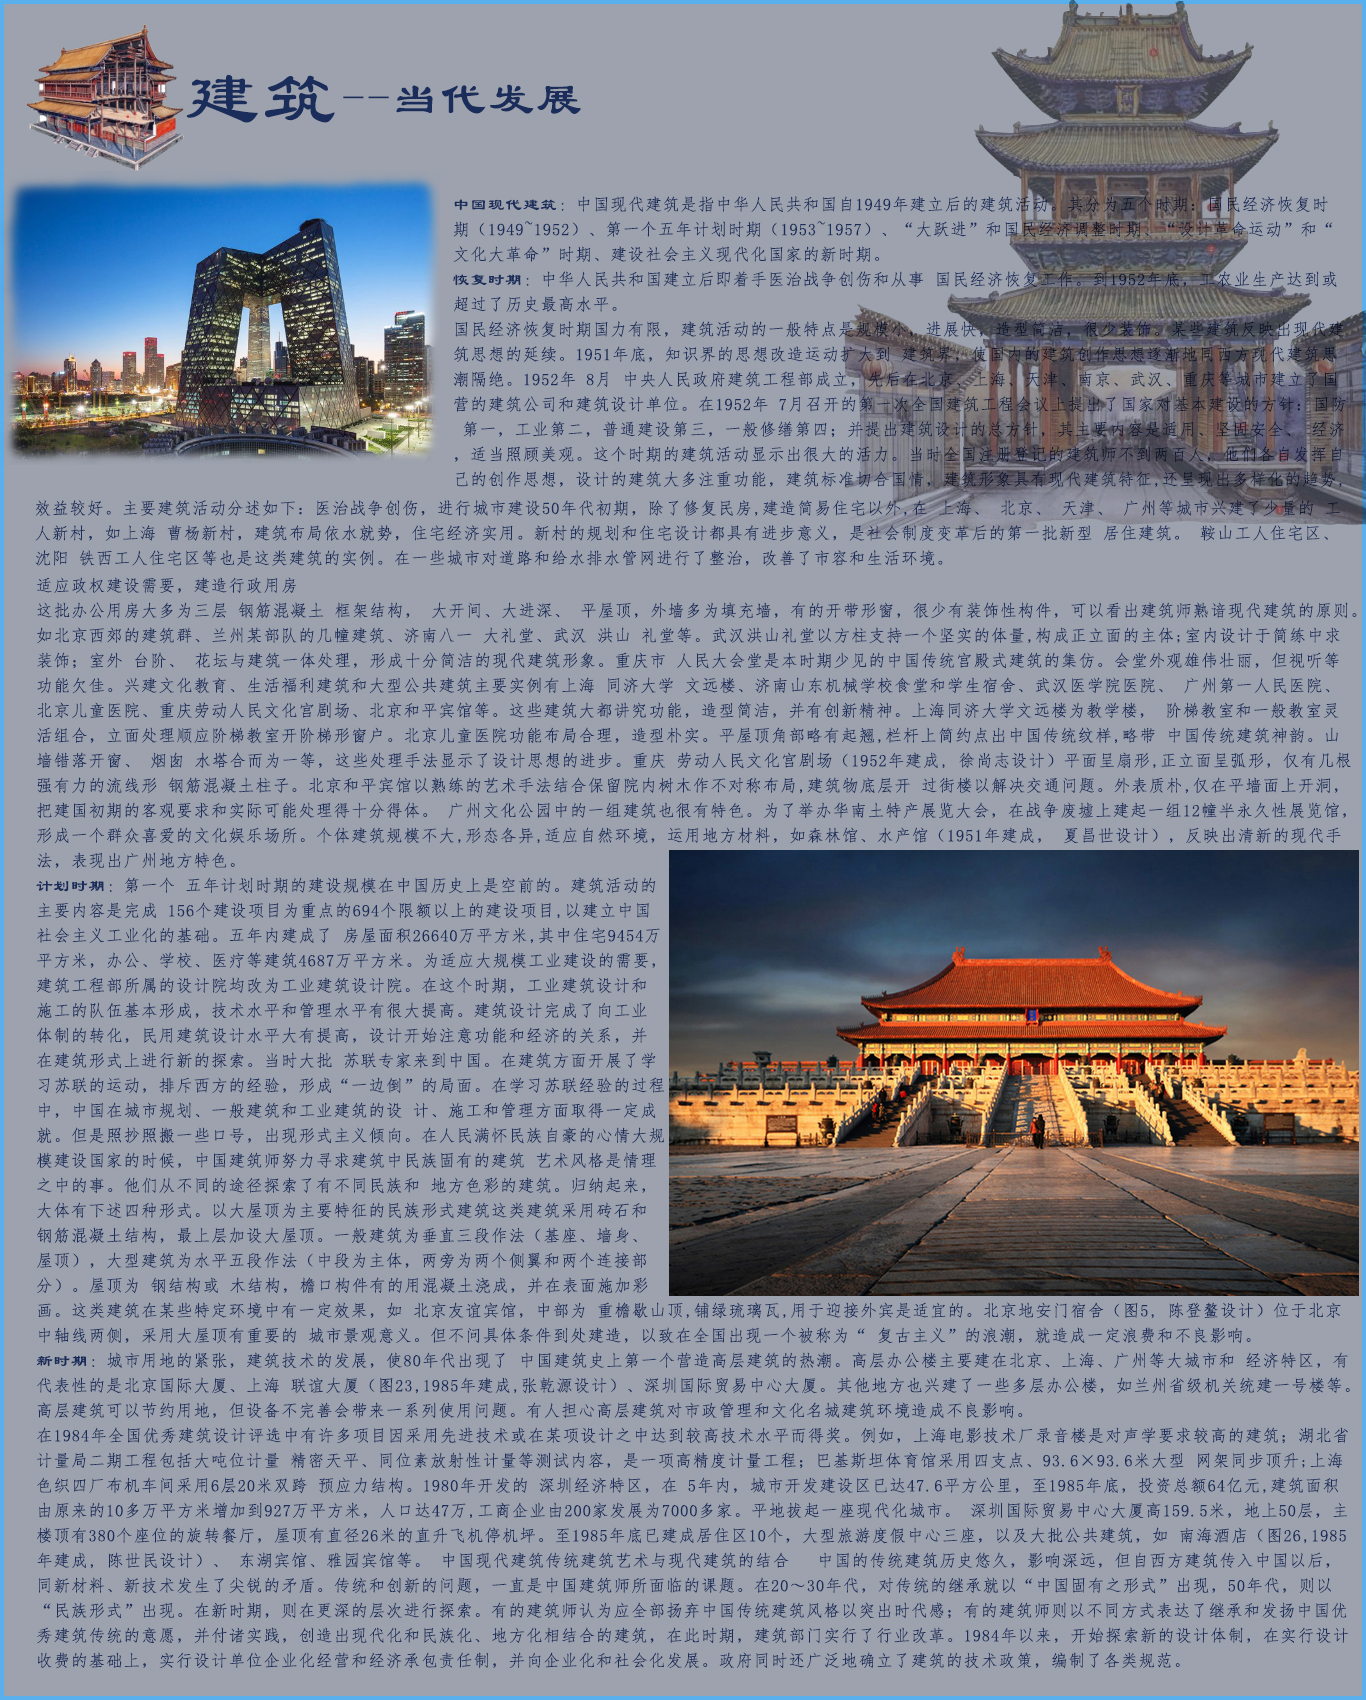 建筑--当代发展
中国现代建筑：中国现代建筑是指中华人民共和国自1949年建立后的建筑活动。其分为五个时期：国民经济恢复时
期（1949~1952）、第一个五年计划时期（1953~1957）、“大跃进”和国民经济调整时期、“设计革命运动”和“
文化大革命”时期、建设社会主义现代化国家的新时期。
恢复时期：中华人民共和国建立后即着手医治战争创伤和从事 国民经济恢复工作。到1952年底，工农业生产达到或
超过了历史最高水平。
国民经济恢复时期国力有限，建筑活动的一般特点是规模小，进展快，造型简洁，很少装饰。某些建筑反映出现代建
筑思想的延续。1951年底，知识界的思想改造运动扩大到 建筑界，使国内的建筑创作思想逐渐地同西方现代建筑思
潮隔绝。1952年 8月 中央人民政府建筑工程部成立，先后在北京、上海、天津、南京、武汉、重庆等城市建立了国
营的建筑公司和建筑设计单位。在1952年 7月召开的第一次全国建筑工程会议上提出了国家对基本建设的方针：国防
第一，工业第二，普通建设第三，一般修缮第四；并提出建筑设计的总方针，其主要内容是适用、坚固安全、 经济
，适当照顾美观。这个时期的建筑活动显示出很大的活力。当时全国注册登记的建筑师不到两百人，他们各自发挥自
己的创作思想，设计的建筑大多注重功能，建筑标准切合国情，建筑形象具有现代建筑特征,还呈现出多样化的趋势，
效益较好。主要建筑活动分述如下：医治战争创伤，进行城市建设50年代初期，除了修复民房,建造简易住宅以外,在 上海、 北京、 天津、 广州等城市兴建了少量的 工
人新村，如上海 曹杨新村，建筑布局依水就势，住宅经济实用。新村的规划和住宅设计都具有进步意义，是社会制度变革后的第一批新型 居住建筑。 鞍山工人住宅区、
沈阳 铁西工人住宅区等也是这类建筑的实例。在一些城市对道路和给水排水管网进行了整治，改善了市容和生活环境。
适应政权建设需要，建造行政用房
这批办公用房大多为三层 钢筋混凝土 框架结构， 大开间、大进深、 平屋顶，外墙多为填充墙，有的开带形窗，很少有装饰性构件，可以看出建筑师熟谙现代建筑的原则。
如北京西郊的建筑群、兰州某部队的几幢建筑、济南八一 大礼堂、武汉 洪山 礼堂等。武汉洪山礼堂以方柱支持一个坚实的体量,构成正立面的主体;室内设计于简练中求
装饰；室外 台阶、 花坛与建筑一体处理，形成十分简洁的现代建筑形象。重庆市 人民大会堂是本时期少见的中国传统宫殿式建筑的集仿。会堂外观雄伟壮丽，但视听等
功能欠佳。兴建文化教育、生活福利建筑和大型公共建筑主要实例有上海 同济大学 文远楼、济南山东机械学校食堂和学生宿舍、武汉医学院医院、 广州第一人民医院、
北京儿童医院、重庆劳动人民文化宫剧场、北京和平宾馆等。这些建筑大都讲究功能，造型简洁，并有创新精神。上海同济大学文远楼为教学楼， 阶梯教室和一般教室灵
活组合，立面处理顺应阶梯教室开阶梯形窗户。北京儿童医院功能布局合理，造型朴实。平屋顶角部略有起翘,栏杆上简约点出中国传统纹样,略带 中国传统建筑神韵。山
墙错落开窗、 烟囱 水塔合而为一等，这些处理手法显示了设计思想的进步。重庆 劳动人民文化宫剧场（1952年建成，徐尚志设计）平面呈扇形,正立面呈弧形，仅有几根
强有力的流线形 钢筋混凝土柱子。北京和平宾馆以熟练的艺术手法结合保留院内树木作不对称布局,建筑物底层开 过街楼以解决交通问题。外表质朴,仅在平墙面上开洞，
把建国初期的客观要求和实际可能处理得十分得体。 广州文化公园中的一组建筑也很有特色。为了举办华南土特产展览大会，在战争废墟上建起一组12幢半永久性展览馆，
形成一个群众喜爱的文化娱乐场所。个体建筑规模不大,形态各异,适应自然环境，运用地方材料，如森林馆、水产馆（1951年建成， 夏昌世设计），反映出清新的现代手
法，表现出广州地方特色。
计划时期：第一个 五年计划时期的建设规模在中国历史上是空前的。建筑活动的
主要内容是完成 156个建设项目为重点的694个限额以上的建设项目,以建立中国
社会主义工业化的基础。五年内建成了 房屋面积26640万平方米,其中住宅9454万
平方米，办公、学校、医疗等建筑4687万平方米。为适应大规模工业建设的需要，
建筑工程部所属的设计院均改为工业建筑设计院。在这个时期，工业建筑设计和
施工的队伍基本形成，技术水平和管理水平有很大提高。建筑设计完成了向工业
体制的转化，民用建筑设计水平大有提高，设计开始注意功能和经济的关系，并
在建筑形式上进行新的探索。当时大批 苏联专家来到中国。在建筑方面开展了学
习苏联的运动，排斥西方的经验，形成“一边倒”的局面。在学习苏联经验的过程
中，中国在城市规划、一般建筑和工业建筑的设 计、施工和管理方面取得一定成
就。但是照抄照搬一些口号，出现形式主义倾向。在人民满怀民族自豪的心情大规
模建设国家的时候，中国建筑师努力寻求建筑中民族固有的建筑 艺术风格是情理
之中的事。他们从不同的途径探索了有不同民族和 地方色彩的建筑。归纳起来，
大体有下述四种形式。以大屋顶为主要特征的民族形式建筑这类建筑采用砖石和
钢筋混凝土结构，最上层加设大屋顶。一般建筑为垂直三段作法（基座、墙身、
屋顶），大型建筑为水平五段作法（中段为主体，两旁为两个侧翼和两个连接部
分）。屋顶为 钢结构或 木结构，檐口构件有的用混凝土浇成，并在表面施加彩
画。这类建筑在某些特定环境中有一定效果，如 北京友谊宾馆，中部为 重檐歇山顶,铺绿琉璃瓦,用于迎接外宾是适宜的。北京地安门宿舍（图5，陈登鳌设计）位于北京
中轴线两侧，采用大屋顶有重要的 城市景观意义。但不问具体条件到处建造，以致在全国出现一个被称为“ 复古主义”的浪潮，就造成一定浪费和不良影响。
新时期：城市用地的紧张，建筑技术的发展，使80年代出现了 中国建筑史上第一个营造高层建筑的热潮。高层办公楼主要建在北京、上海、广州等大城市和 经济特区，有
代表性的是北京国际大厦、上海 联谊大厦（图23,1985年建成,张乾源设计）、深圳国际贸易中心大厦。其他地方也兴建了一些多层办公楼，如兰州省级机关统建一号楼等。
高层建筑可以节约用地，但设备不完善会带来一系列使用问题。有人担心高层建筑对市政管理和文化名城建筑环境造成不良影响。
在1984年全国优秀建筑设计评选中有许多项目因采用先进技术或在某项设计之中达到较高技术水平而得奖。例如，上海电影技术厂录音楼是对声学要求较高的建筑；湖北省
计量局二期工程包括大吨位计量 精密天平、同位素放射性计量等测试内容，是一项高精度计量工程；巴基斯坦体育馆采用四支点、93.6×93.6米大型 网架同步顶升;上海
色织四厂布机车间采用6层20米双跨 预应力结构。1980年开发的 深圳经济特区，在 5年内，城市开发建设区已达47.6平方公里，至1985年底，投资总额64亿元,建筑面积
由原来的10多万平方米增加到927万平方米，人口达47万,工商企业由200家发展为7000多家。平地拔起一座现代化城市。 深圳国际贸易中心大厦高159.5米，地上50层，主
楼顶有380个座位的旋转餐厅，屋顶有直径26米的直升飞机停机坪。至1985年底已建成居住区10个，大型旅游度假中心三座，以及大批公共建筑，如 南海酒店（图26,1985
年建成，陈世民设计）、 东湖宾馆、雅园宾馆等。 中国现代建筑传统建筑艺术与现代建筑的结合 中国的传统建筑历史悠久，影响深远，但自西方建筑传入中国以后，
同新材料、新技术发生了尖锐的矛盾。传统和创新的问题，一直是中国建筑师所面临的课题。在20～30年代，对传统的继承就以“中国固有之形式”出现，50年代，则以
“民族形式”出现。在新时期，则在更深的层次进行探索。有的建筑师认为应全部扬弃中国传统建筑风格以突出时代感；有的建筑师则以不同方式表达了继承和发扬中国优
秀建筑传统的意愿，并付诸实践，创造出现代化和民族化、地方化相结合的建筑，在此时期，建筑部门实行了行业改革。1984年以来，开始探索新的设计体制，在实行设计
收费的基础上，实行设计单位企业化经营和经济承包责任制，并向企业化和社会化发展。政府同时还广泛地确立了建筑的技术政策，编制了各类规范。